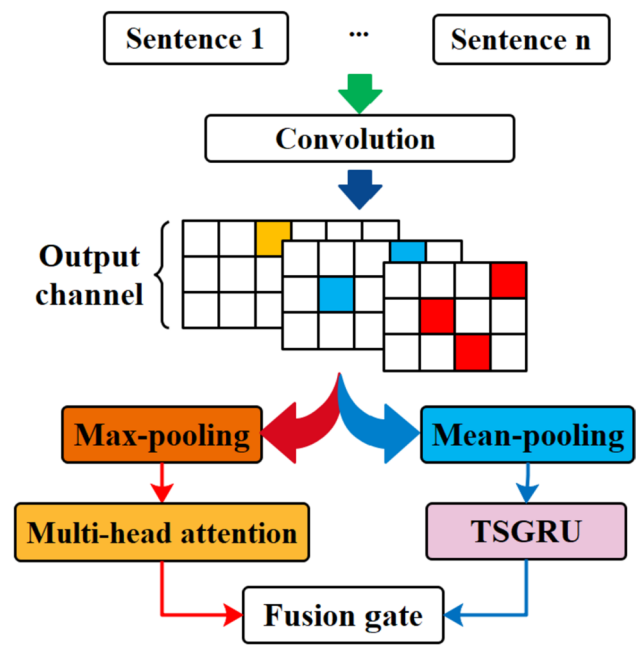 Sentence 1 ... Sentence n
Convolution
Output
channel
Max-pooling
Mean-pooling
Multi-head attention
TSGRU
Fusion gate